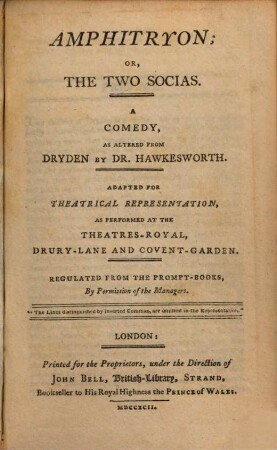 AMPHITRYON;
OR,
THE TWO SOCIAS.
A
COMEDY,
AS ALTERED FROM
DRYDEN BY DR. HAWKESWORTH.
ADAPTED FOR
THEATRICAL REPRESENTATION,
AS PERFORMED AT THE
THEATRES-ROYAL,
DRURY-LANE AND COVENT-GARDEN.
REGULATED FROM THE PROMPT-BOOKS,
By Permission of the Managers.
"The Lines distinguished by inverted Commas, are omitted in the Representation."
LONDON:
Printed for the Proprietors, under the Direction of
JOHN BELL, British-Library, STRAND,
Bookseller to His Royal Highness the PRINCE of WALES.
MDCCXCII.